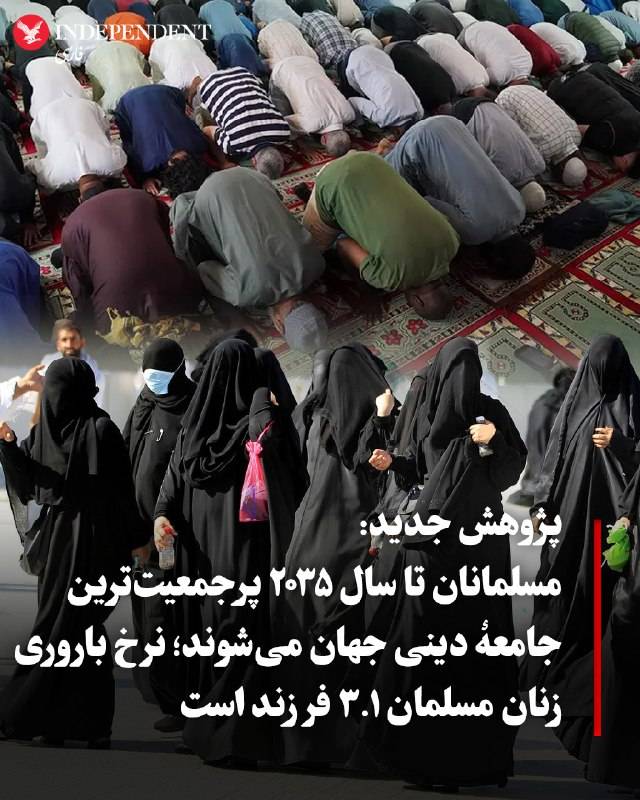 INDEPENDENT
فارسی
پژوهش جدید:
مسلمانان تا سال ۲۰۳۵ پرجمعیت‌ترین
جامعهٔ دینی جهان می‌شوند؛ نرخ باروری
زنان مسلمان ۳.۱ فرزند است